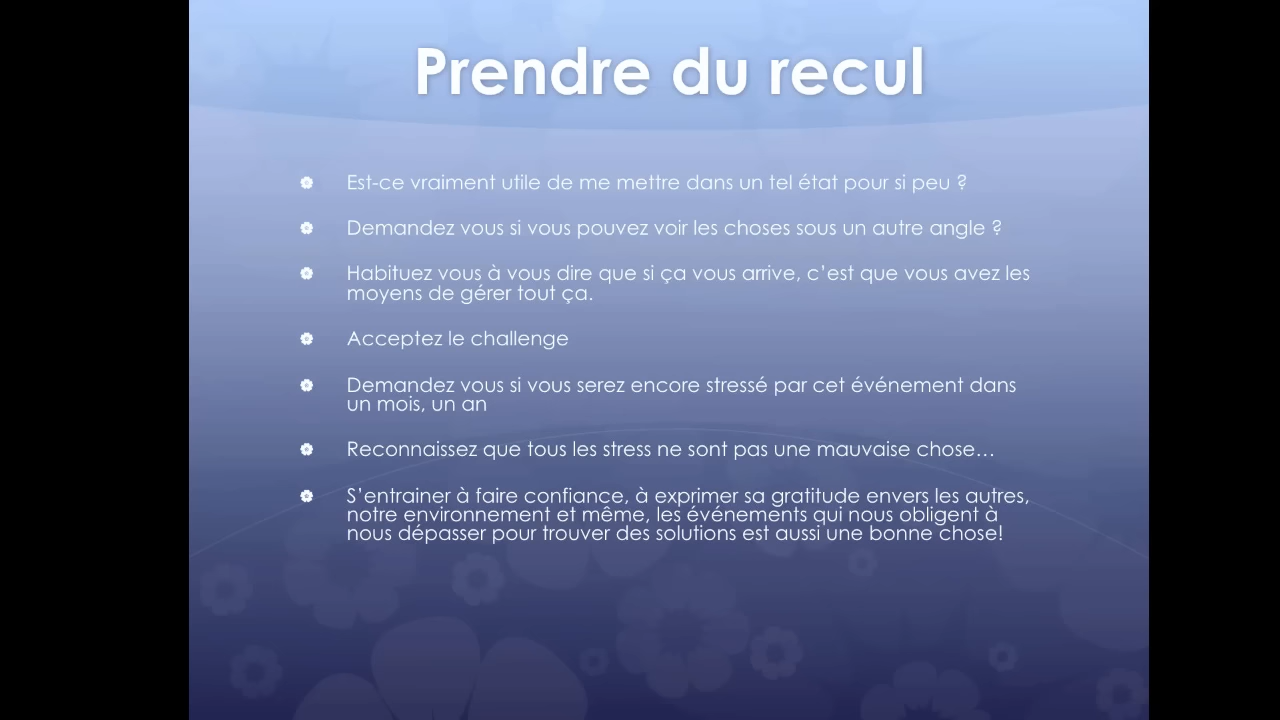 Prendre du recul
Est-ce vraiment utile de me mettre dans un tel état pour si peu ?
Demandez vous si vous pouvez voir les choses sous un autre angle ?
Habituez vous à vous dire que si ça vous arrive, c’est que vous avez les
moyens de gérer tout ça.
Acceptez le challenge
Demandez vous si vous serez encore stressé par cet événement dans
un mois, un an
Reconnaissez que tous les stress ne sont pas une mauvaise chose…
S’entrainer à faire confiance, à exprimer sa gratitude envers les autres,
notre environnement et même, les événements qui nous obligent à
nous dépasser pour trouver des solutions est aussi une bonne chose!